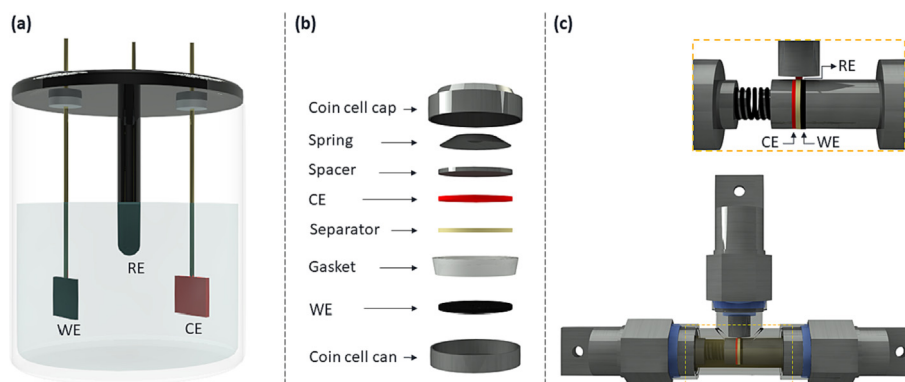 (a)
RE
WE
CE
(b)
Coin cell cap
Spring
Spacer
CE
Separator
Gasket
WE
Coin cell can
(c)
RE
CE
WE